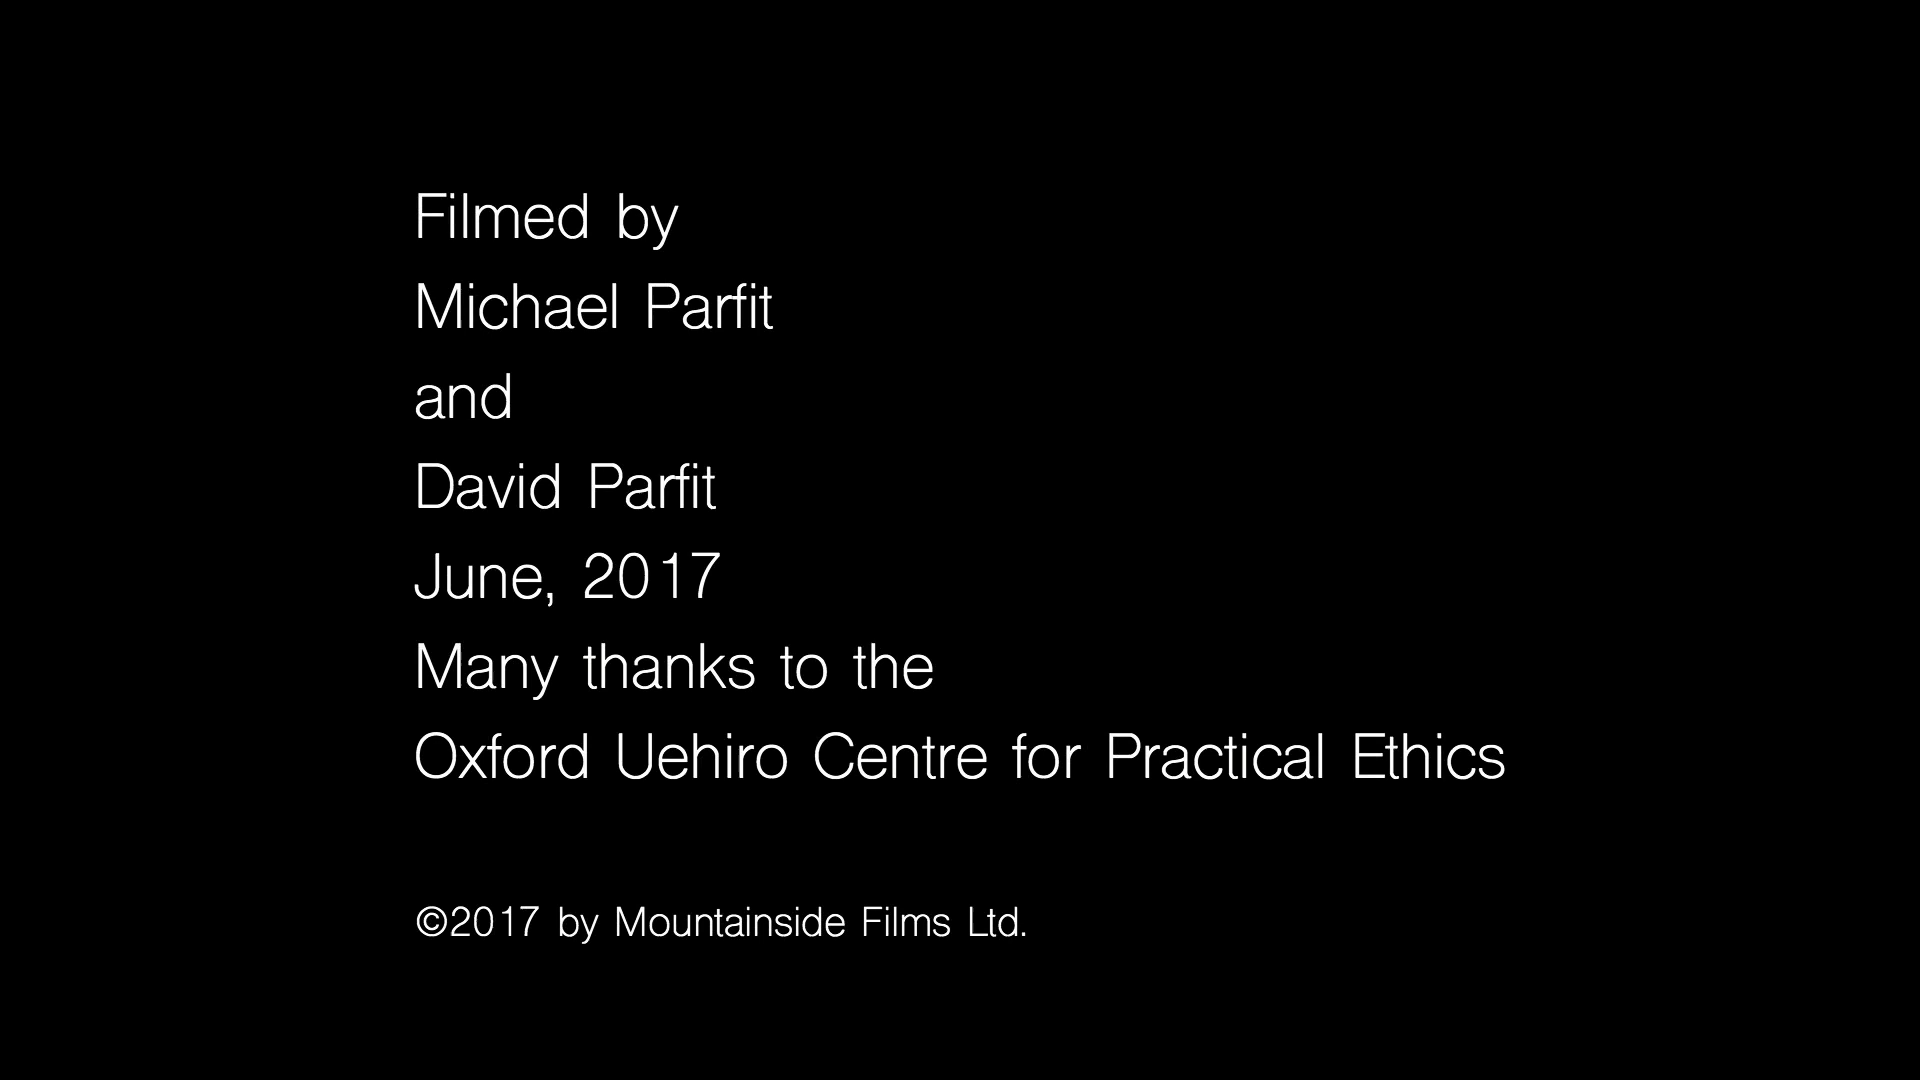 Filmed by
Michael Parfit
and
David Parfit
June, 2017
Many thanks to the
Oxford Uehiro Centre for Practical Ethics
©2017 by Mountainside Films Ltd.